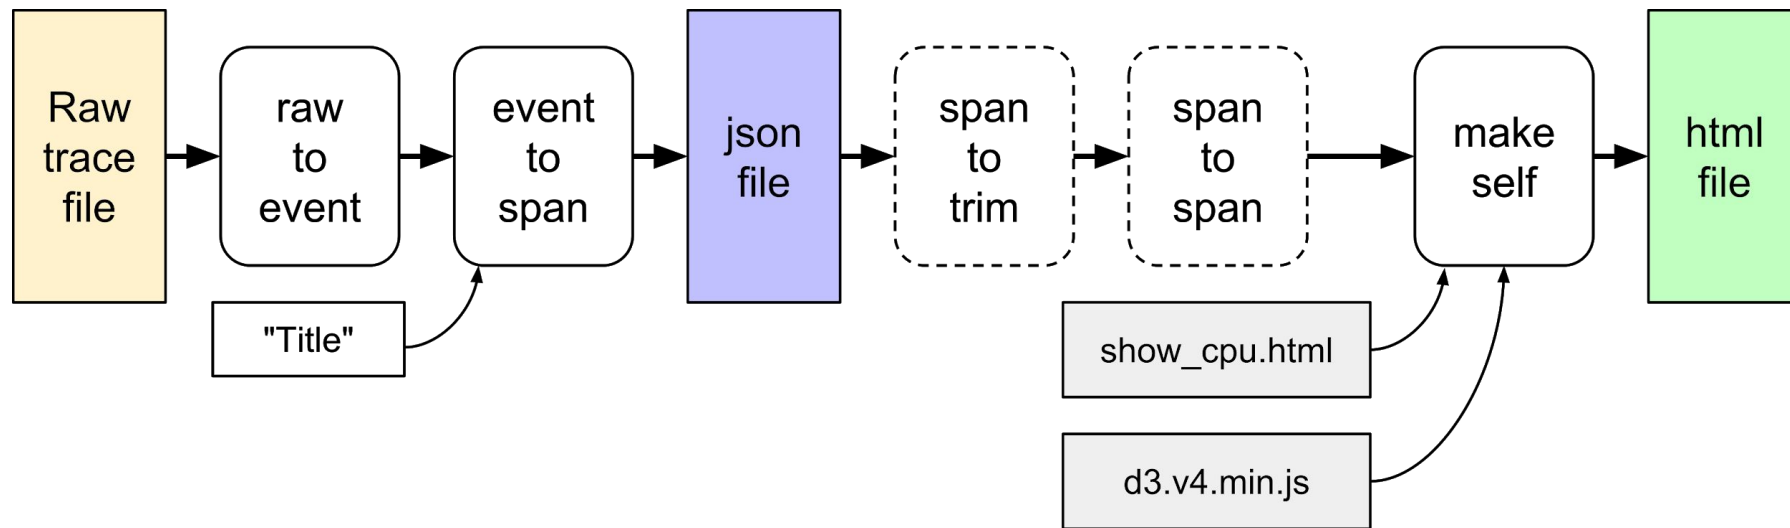 Raw
trace
file
raw
to
event
event
to
span
json
file
span
to
trim
span
to
span
make
self
html
file
"Title"
show_cpu.html
d3.v4.min.js